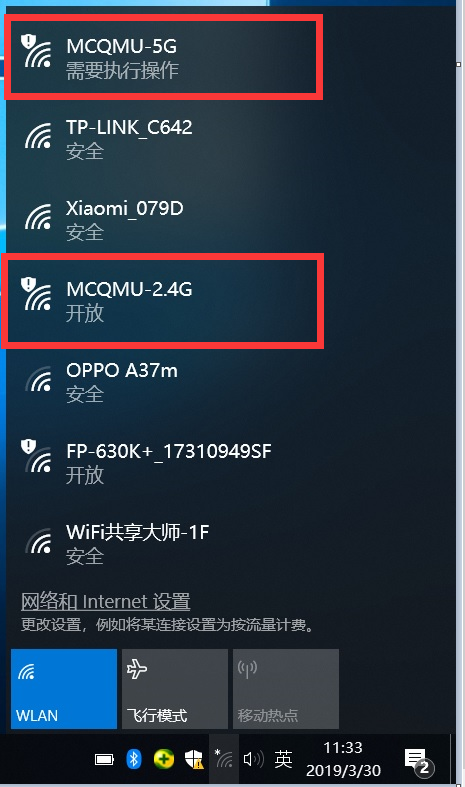 MCQMU-5G
需要执行操作
TP-LINK_C642
安全
Xiaomi_079D
安全
MCQMU-2.4G
开放
OPPO A37m
安全
FP-630K+_17310949SF
开放
WiFi共享大师-1F
安全
网络和 Internet 设置
更改设置，例如将某连接设置为按流量计费。
WLAN
飞行模式
移动热点
英
11:33
2019/3/30
2